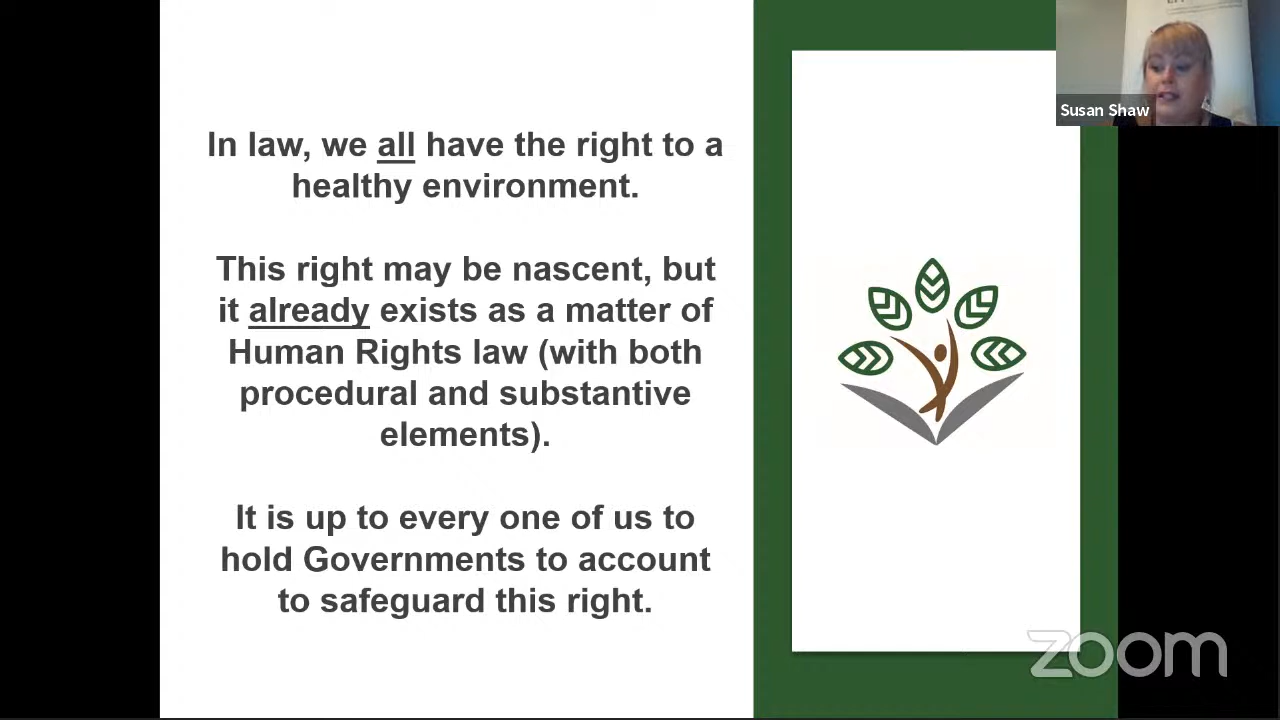 In law, we all have the right to a
healthy environment.
This right may be nascent, but
it already exists as a matter of
Human Rights law (with both
procedural and substantive
elements).
It is up to every one of us to
hold Governments to account
to safeguard this right.
Susan Shaw
zoom